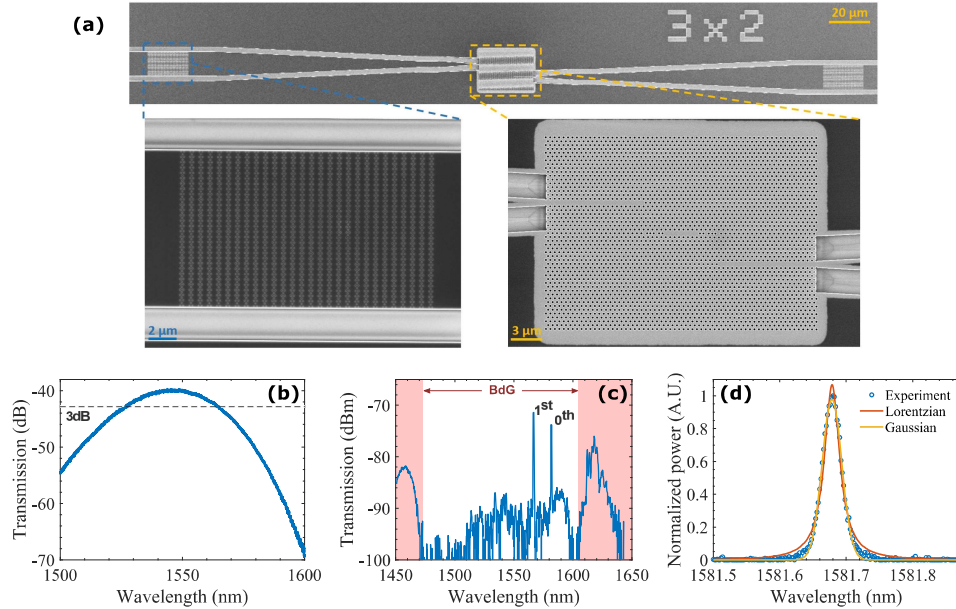 (a)
3×2
20 μm
2 μm
3 μm
(b)
-40
-50
-60
-70
3dB
1500
1550
1600
Transmission (dB)
Wavelength (nm)
(c)
BdG
1st
0th
-70
-80
-90
-100
1450
1500
1550
1600
1650
Transmission (dBm)
Wavelength (nm)
(d)
Experiment
Lorentzian
Gaussian
1
0.8
0.6
0.4
0.2
0
1581.5
1581.6
1581.7
1581.8
Normalized power (A.U.)
Wavelength (nm)